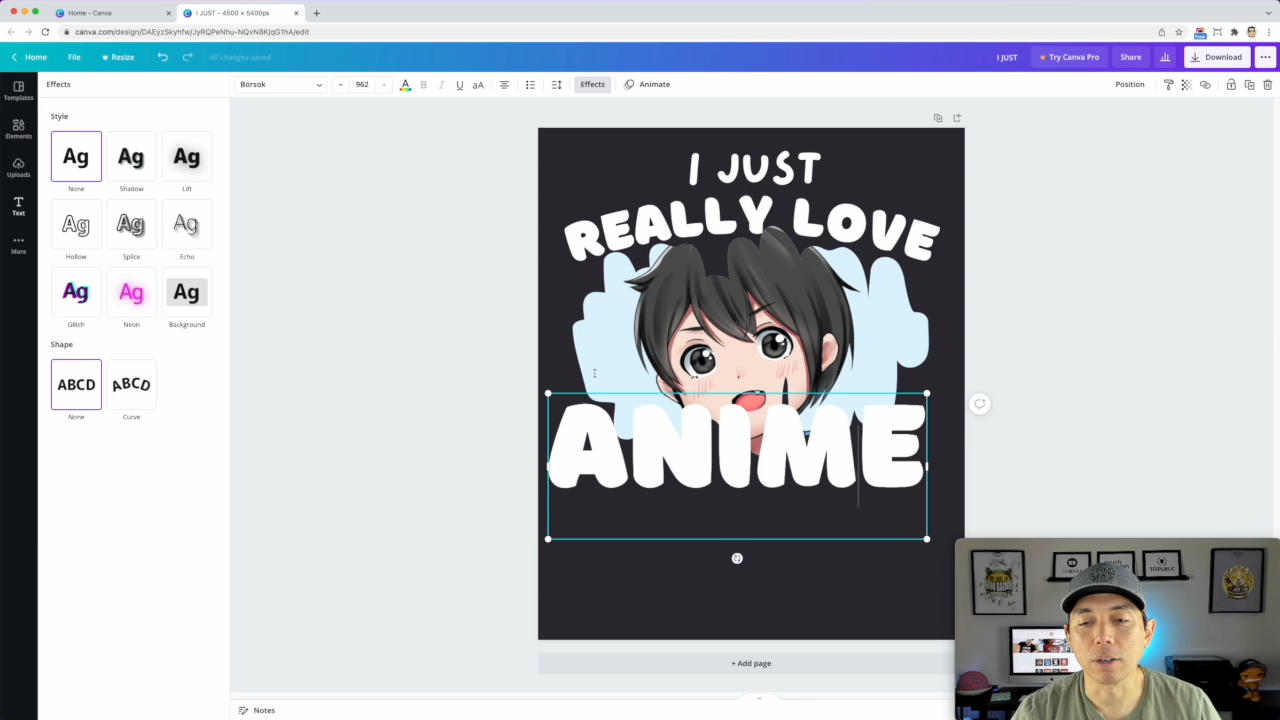 Home - Canva
I JUST - 4500 × 5400px
canva.com/design/DAEyzSkyhfw/JyRQPeNhu-NQvN8KjqG1hA/edit
Home
File
Resize
All changes saved
I JUST
Try Canva Pro
Share
Download
Templates
Elements
Uploads
Text
More
Effects
Borsok
962
A
B
I
U
aA
Effects
Animate
Position
Style
Ag
Ag
Ag
None
Shadow
Lift
Ag
Ag
Ag
Hollow
Splice
Echo
Ag
Ag
Ag
Glitch
Neon
Background
Shape
ABCD
ABCD
None
Curve
I JUST
REALLY LOVE
ANIME
+ Add page
Notes
TEEPUBLIC